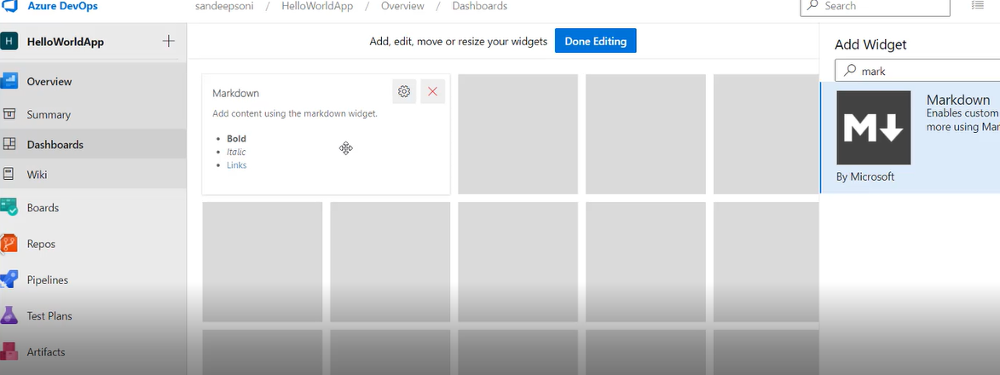 Azure DevOps
sandeepsoni / HelloWorldApp / Overview / Dashboards
Search
H HelloWorldApp
Overview
Summary
Dashboards
Wiki
Boards
Repos
Pipelines
Test Plans
Artifacts
Add, edit, move or resize your widgets Done Editing
Markdown
Add content using the markdown widget.
• Bold
• Italic
• Links
Add Widget
mark
M
Markdown
Enables custom
more using Mar
By Microsoft